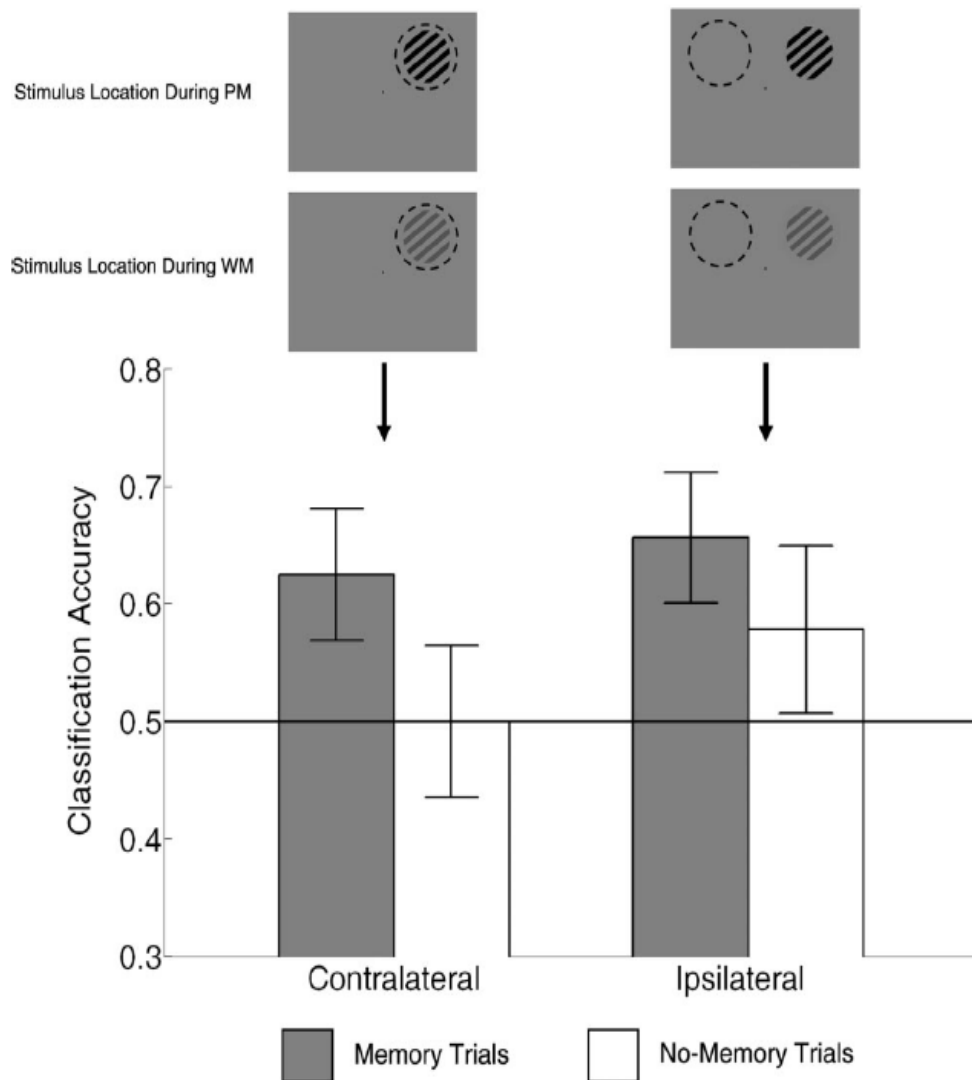 Stimulus Location During PM
Stimulus Location During WM
0.8
0.7
0.6
0.5
0.4
0.3
Classification Accuracy
Contralateral
Ipsilateral
Memory Trials
No-Memory Trials